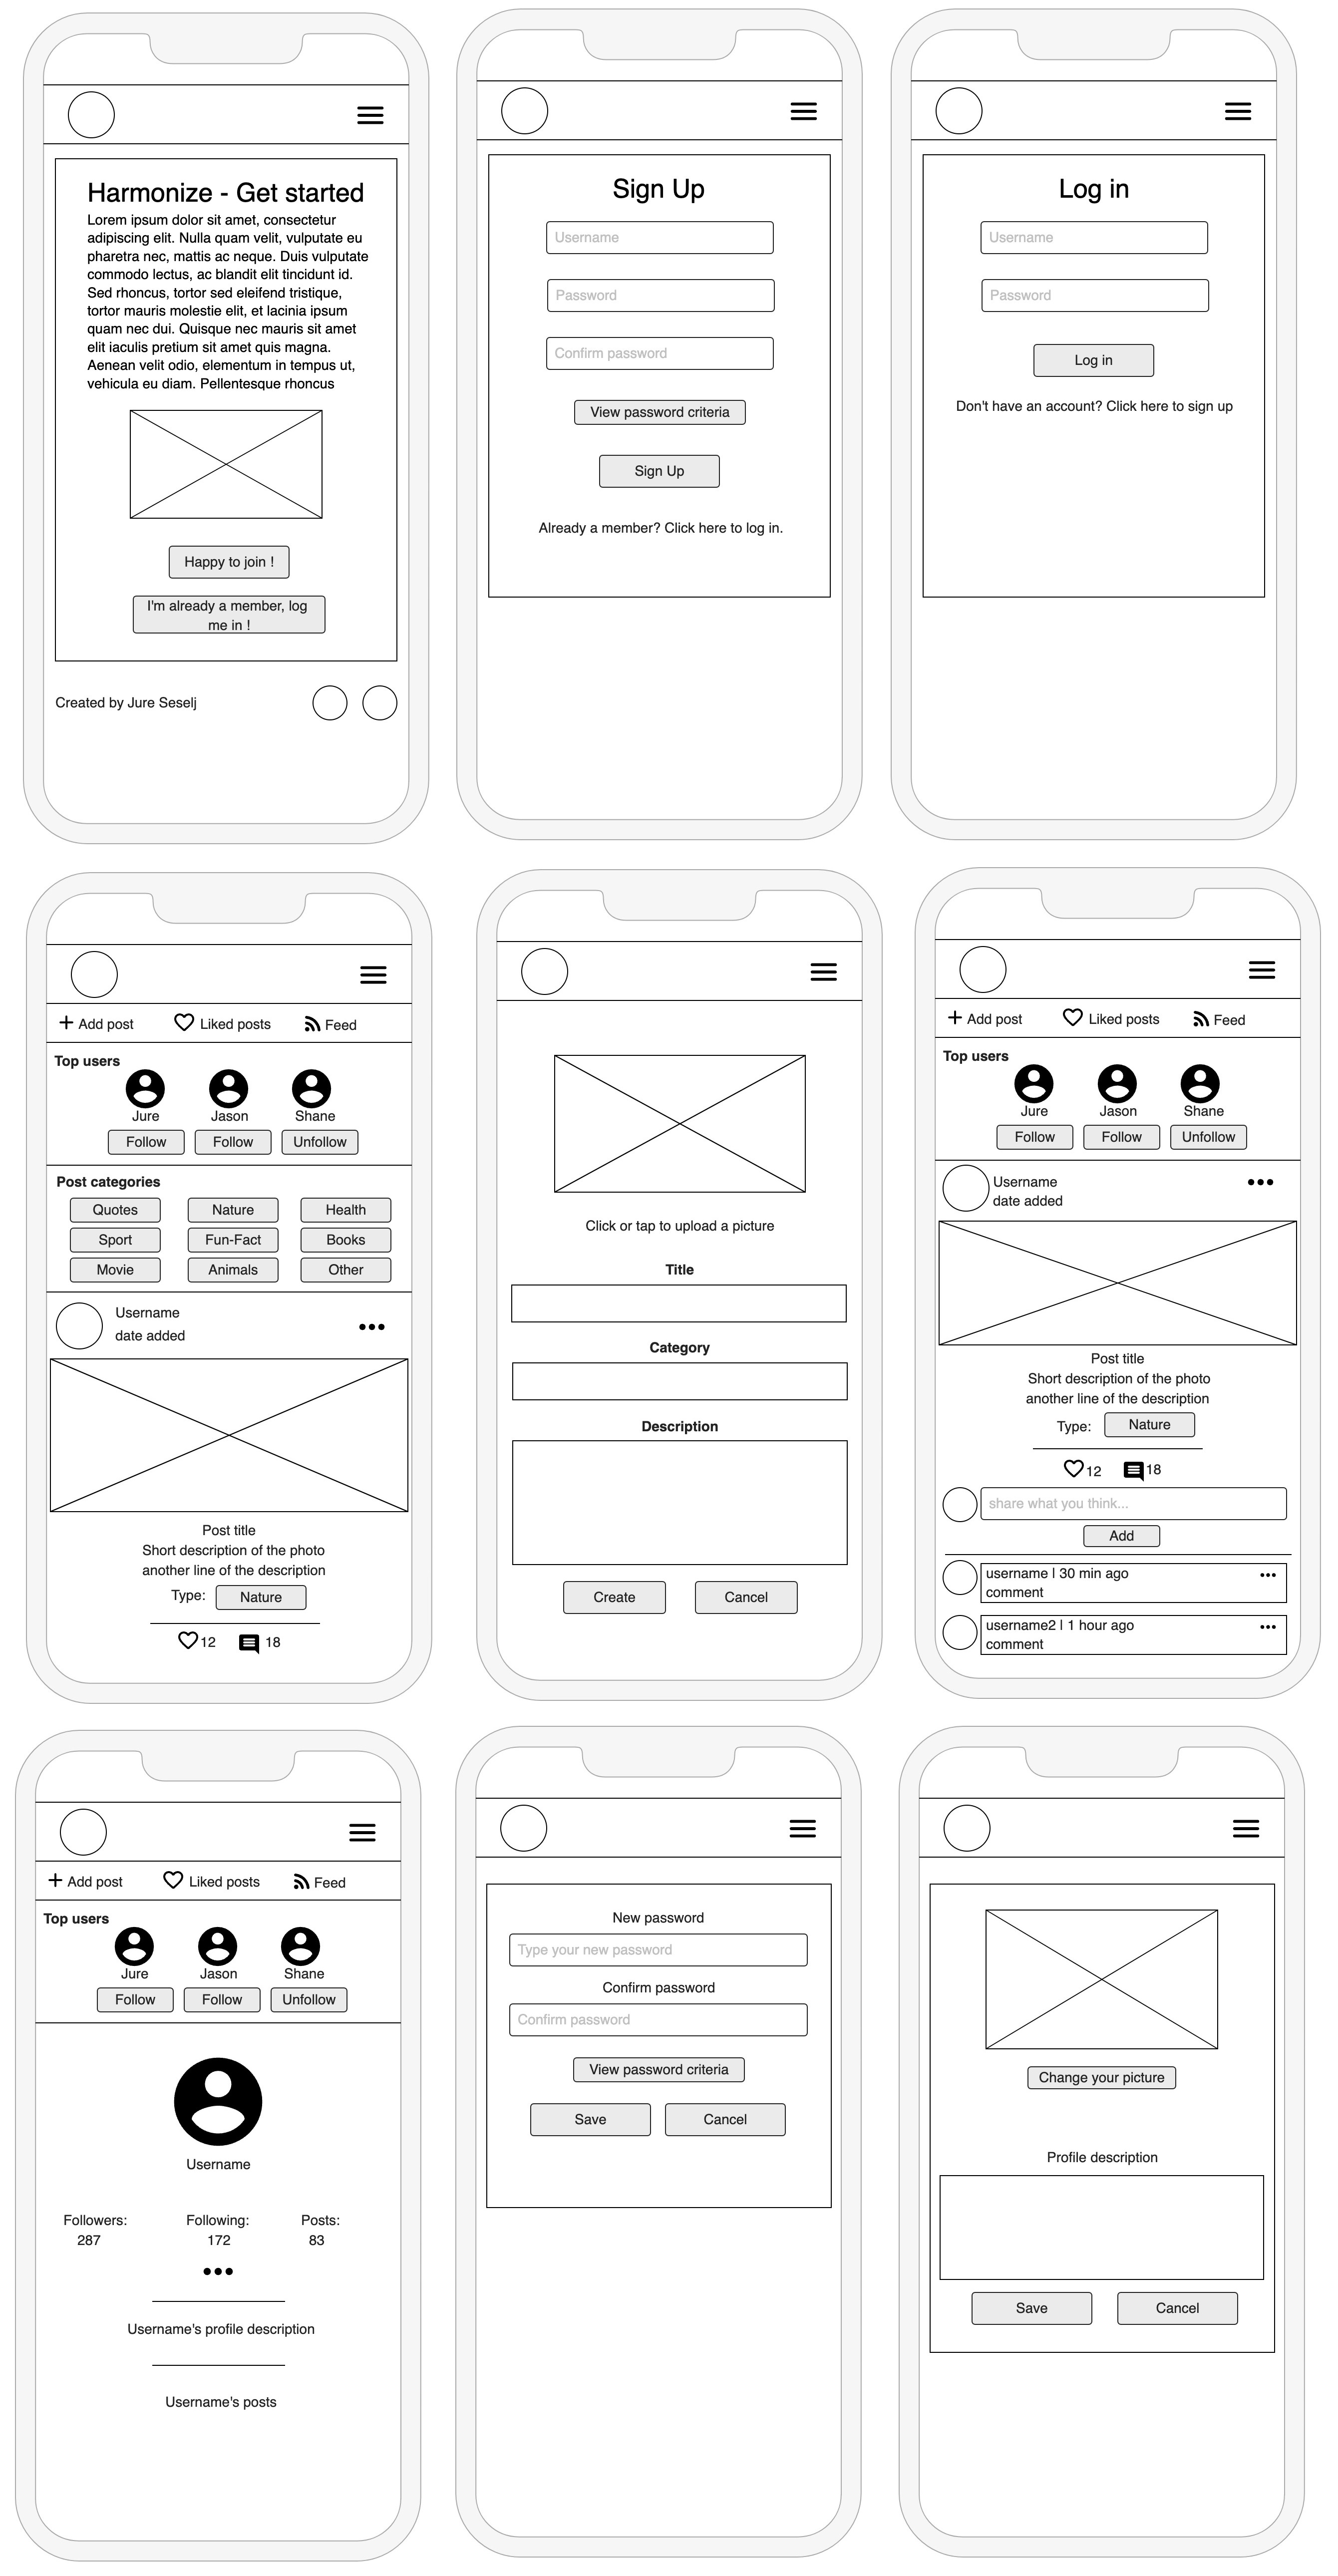 Harmonize - Get started
Lorem ipsum dolor sit amet, consectetur
adipiscing elit. Nulla quam velit, vulputate eu
pharetra nec, mattis ac neque. Duis vulputate
commodo lectus, ac blandit elit tincidunt id.
Sed rhoncus, tortor sed eleifend tristique,
tortor mauris molestie elit, et lacinia ipsum
quam nec dui. Quisque nec mauris sit amet
elit iaculis pretium sit amet quis magna.
Aenean velit odio, elementum in tempus ut,
vehicula eu diam. Pellentesque rhoncus
Happy to join !
I'm already a member, log
me in !
Created by Jure Seselj
Sign Up
Username
Password
Confirm password
View password criteria
Sign Up
Already a member? Click here to log in.
Log in
Username
Password
Log in
Don't have an account? Click here to sign up
Add post Liked posts Feed
Top users
Jure Jason Shane
Follow Follow Unfollow
Post categories
Quotes Nature Health
Sport Fun-Fact Books
Movie Animals Other
Username
date added
Post title
Short description of the photo
another line of the description
Type: Nature
12 18
Click or tap to upload a picture
Title
Category
Description
Create Cancel
Add post Liked posts Feed
Top users
Jure Jason Shane
Follow Follow Unfollow
Username
date added
Post title
Short description of the photo
another line of the description
Type: Nature
12 18
share what you think...
Add
username | 30 min ago
comment
username2 | 1 hour ago
comment
Add post Liked posts Feed
Top users
Jure Jason Shane
Follow Follow Unfollow
Username
Followers: Following: Posts:
287 172 83
Username's profile description
Username's posts
New password
Type your new password
Confirm password
Confirm password
View password criteria
Save Cancel
Change your picture
Profile description
Save Cancel